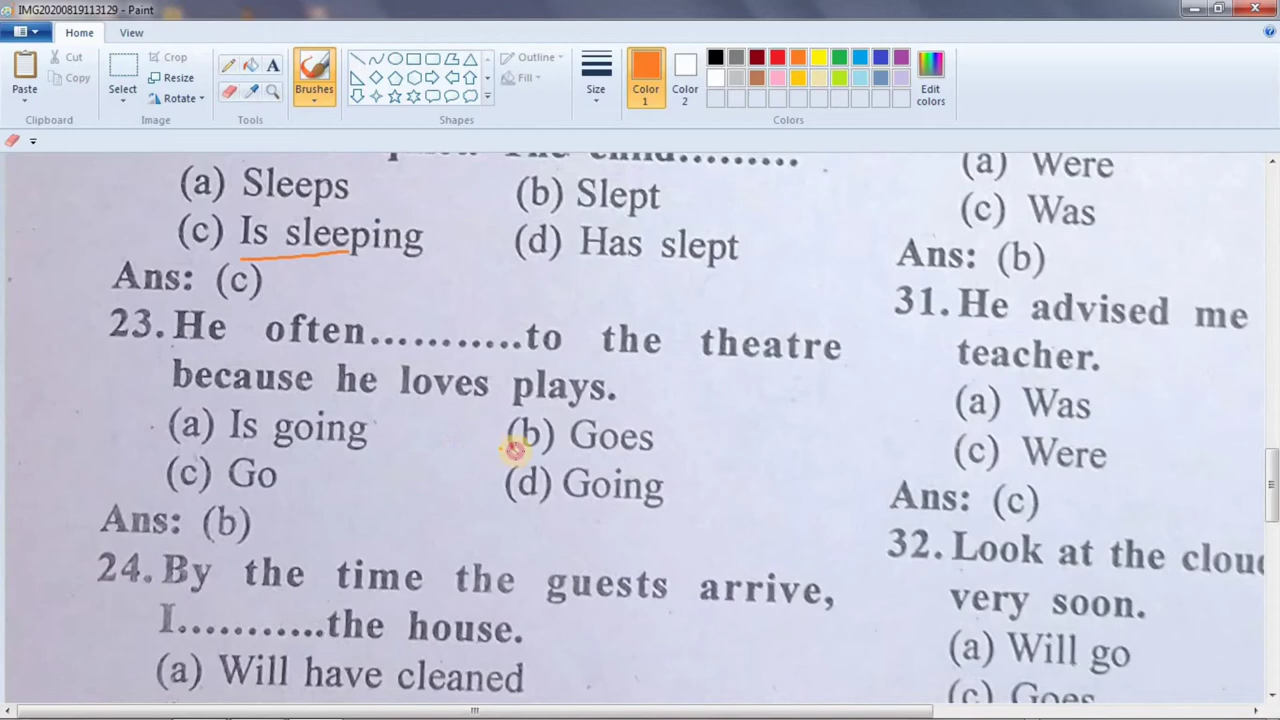 IMG20200819113129 - Paint
Home
View
Paste
Cut
Copy
Clipboard
Select
Crop
Resize
Rotate
Image
Tools
Brushes
Shapes
Outline
Fill
Size
Color 1
Color 2
Edit colors
Colors
(a) Sleeps (b) Slept
(c) Is sleeping (d) Has slept
Ans: (c)
23. He often...........to the theatre
because he loves plays.
(a) Is going (b) Goes
(c) Go (d) Going
Ans: (b)
24. By the time the guests arrive,
I...........the house.
(a) Will have cleaned
(a) Were
(c) Was
Ans: (b)
31. He advised me
teacher.
(a) Was
(c) Were
Ans: (c)
32. Look at the
very soon.
(a) Will go
(c) Goes